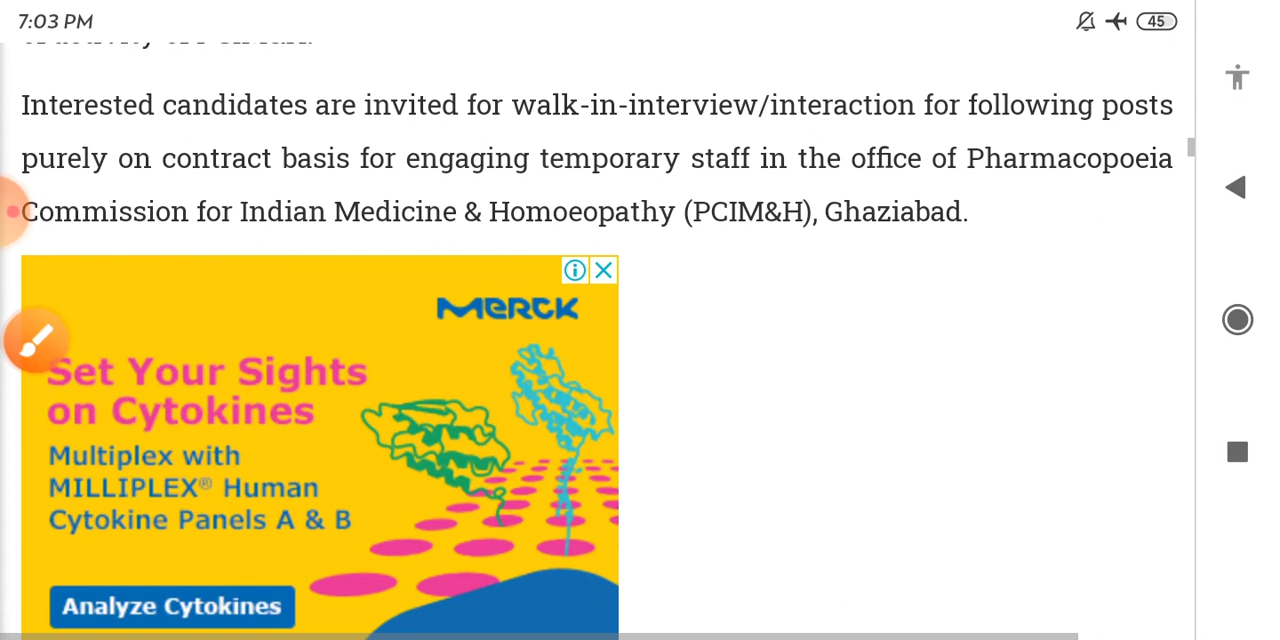 7:03 PM
45
Interested candidates are invited for walk-in-interview/interaction for following posts
purely on contract basis for engaging temporary staff in the office of Pharmacopoeia
Commission for Indian Medicine & Homoeopathy (PCIM&H), Ghaziabad.
MERCK
Set Your Sights
on Cytokines
Multiplex with
MILLIPLEX® Human
Cytokine Panels A & B
Analyze Cytokines